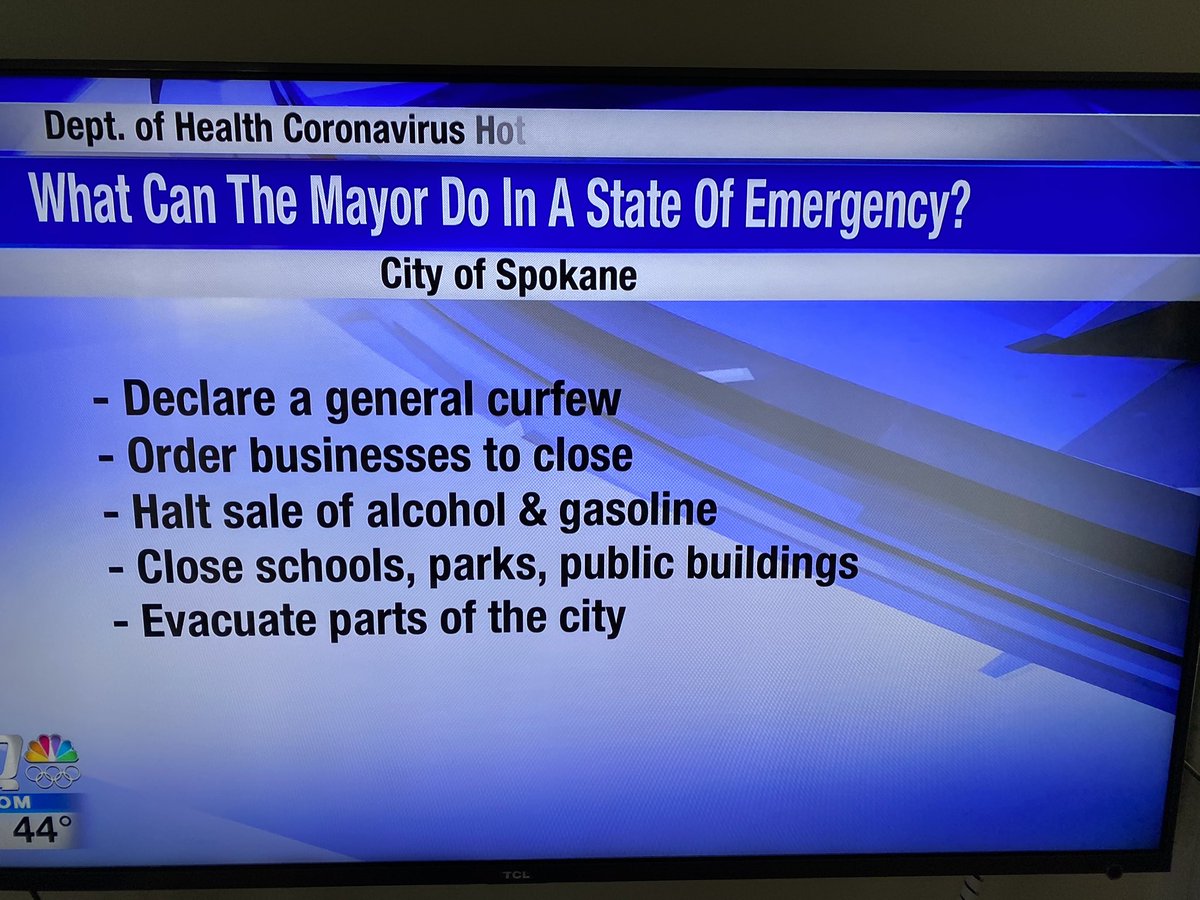 Dept. of Health Coronavirus Hot
What Can The Mayor Do In A State Of Emergency?
City of Spokane
- Declare a general curfew
- Order businesses to close
- Halt sale of alcohol & gasoline
- Close schools, parks, public buildings
- Evacuate parts of the city
Q
OM
44°
TCL